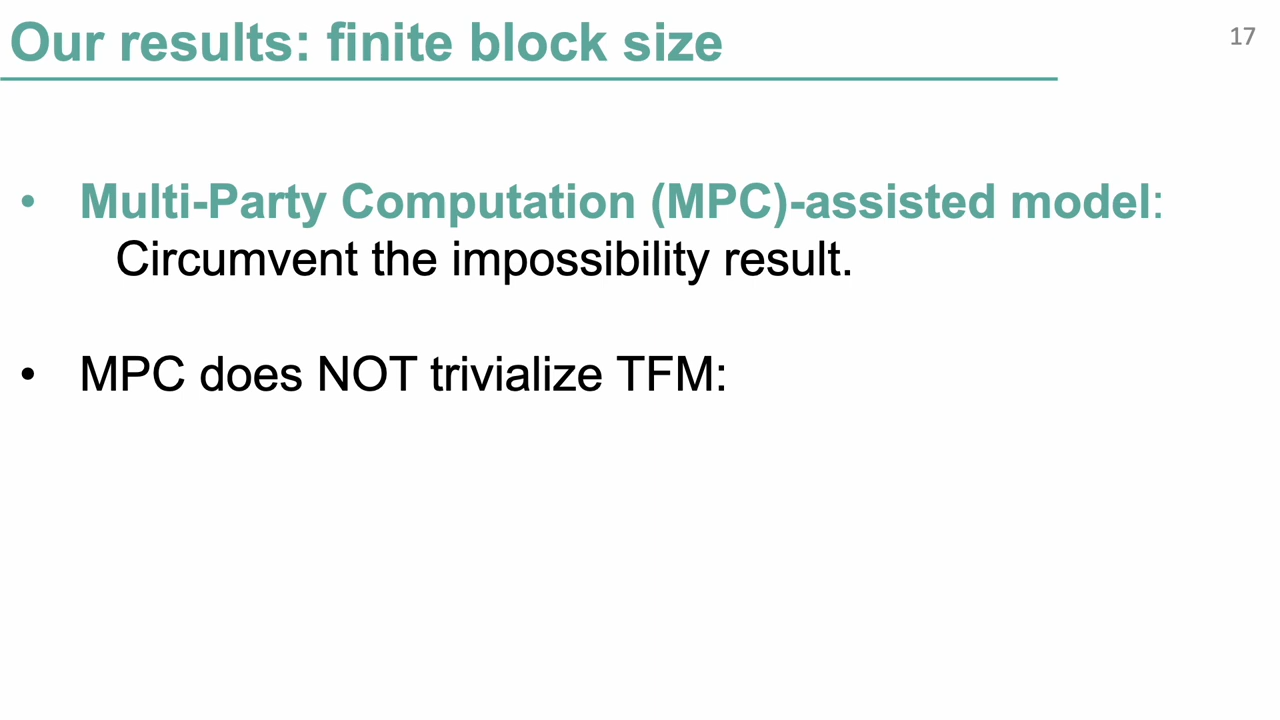 Our results: finite block size
17
• Multi-Party Computation (MPC)-assisted model:
Circumvent the impossibility result.
• MPC does NOT trivialize TFM: